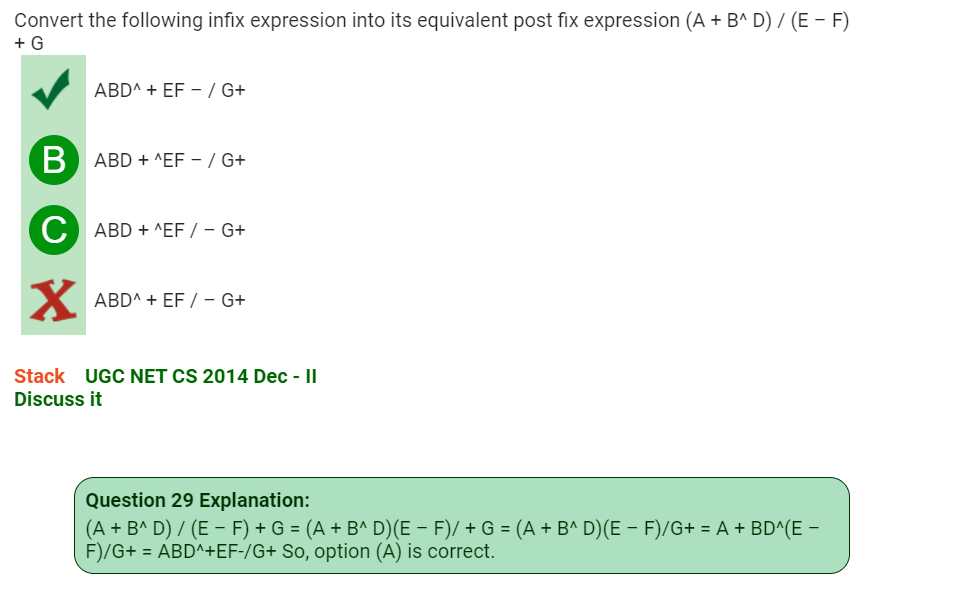 Convert the following infix expression into its equivalent post fix expression (A + B^ D) / (E − F)
+ G
ABD^ + EF − / G+
B ABD + ^EF − / G+
C ABD + ^EF / − G+
X ABD^ + EF / − G+
Stack UGC NET CS 2014 Dec - II
Discuss it
Question 29 Explanation:
(A + B^ D) / (E − F) + G = (A + B^ D)(E − F)/ + G = (A + B^ D)(E − F)/G+ = A + BD^(E −
F)/G+ = ABD^+EF-/G+ So, option (A) is correct.